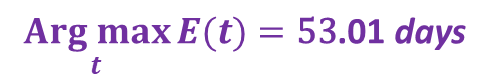 Arg max E(t) = 53.01 days
t